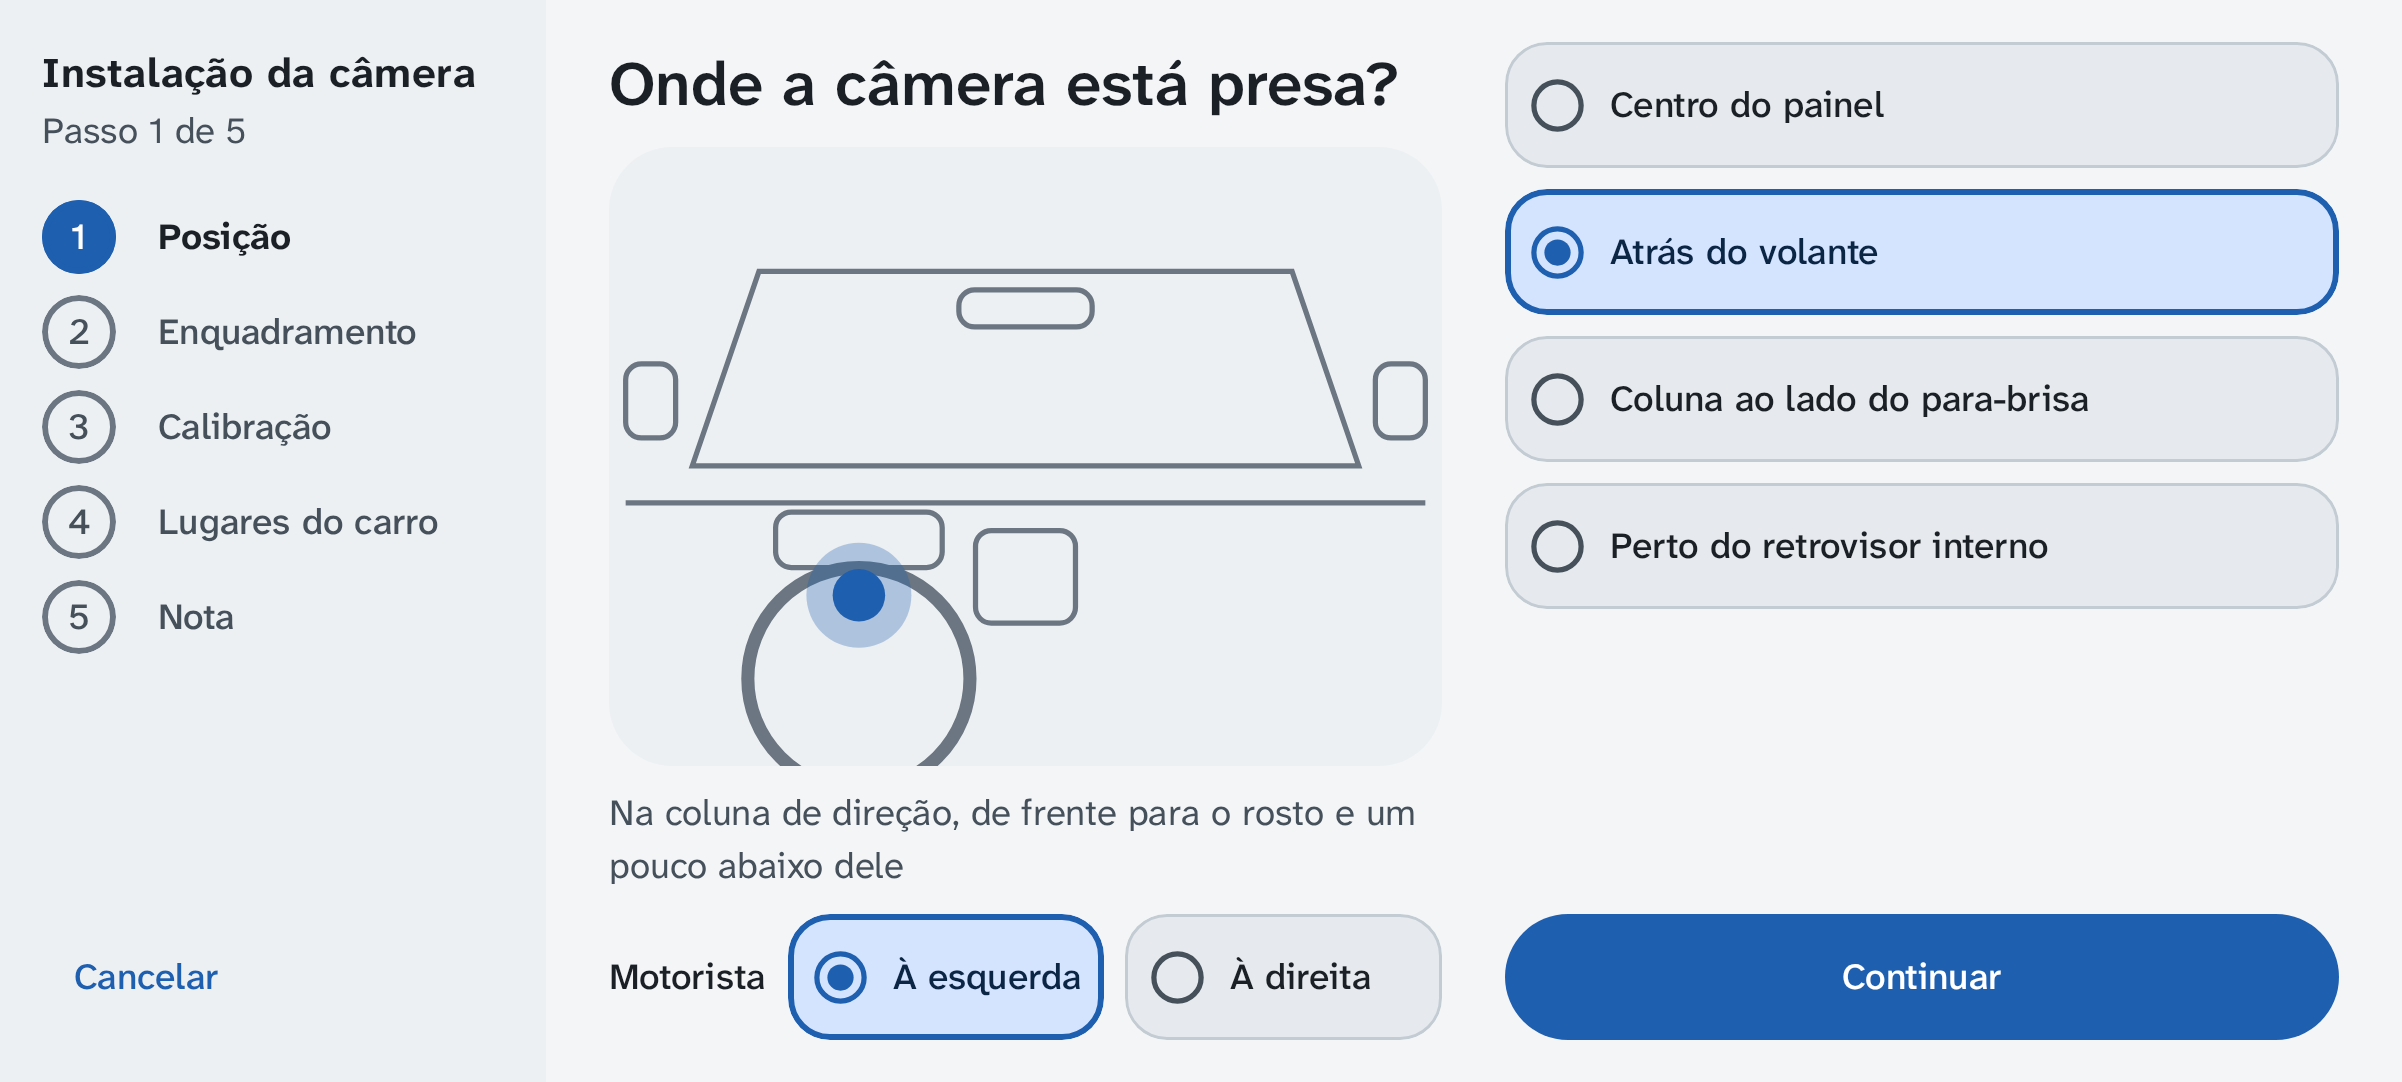 Instalação da câmera
Passo 1 de 5
1 Posição
2 Enquadramento
3 Calibração
4 Lugares do carro
5 Nota
Cancelar
Onde a câmera está presa?
Na coluna de direção, de frente para o rosto e um
pouco abaixo dele
Motorista À esquerda À direita
Centro do painel
Atrás do volante
Coluna ao lado do para-brisa
Perto do retrovisor interno
Continuar